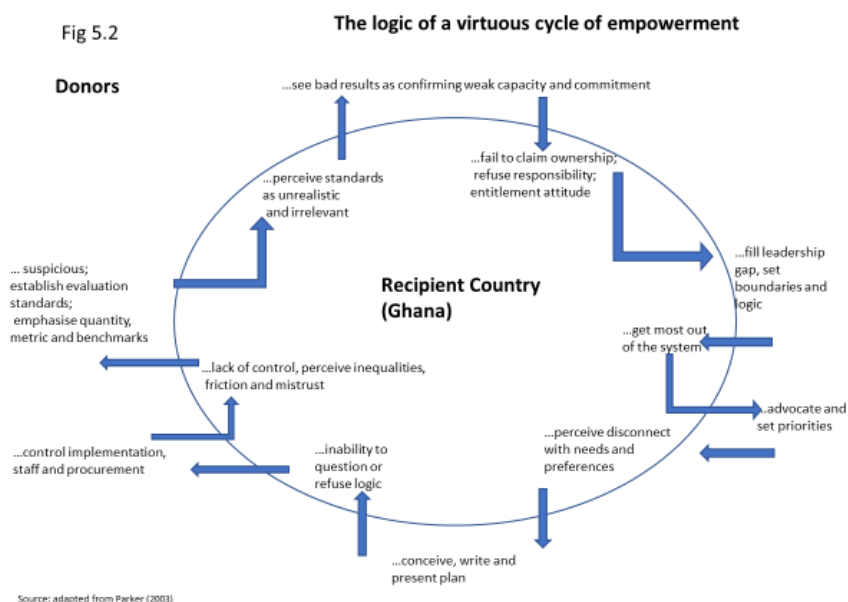 Fig 5.2
The logic of a virtuous cycle of empowerment
Donors
...see bad results as confirming weak capacity and commitment
...fail to claim ownership;
refuse responsibility;
entitlement attitude
...perceive standards
as unrealistic
and irrelevant
...fill leadership
gap, set
boundaries and
logic
... suspicious;
establish evaluation
standards;
emphasise quantity,
metric and benchmarks
Recipient Country
(Ghana)
...get most out
of the system
...lack of control, perceive inequalities,
friction and mistrust
...advocate and
set priorities
...perceive disconnect
with needs and
preferences
...control implementation,
staff and procurement
...inability to
question or
refuse logic
...conceive, write and
present plan
Source: adapted from Parker (2003)